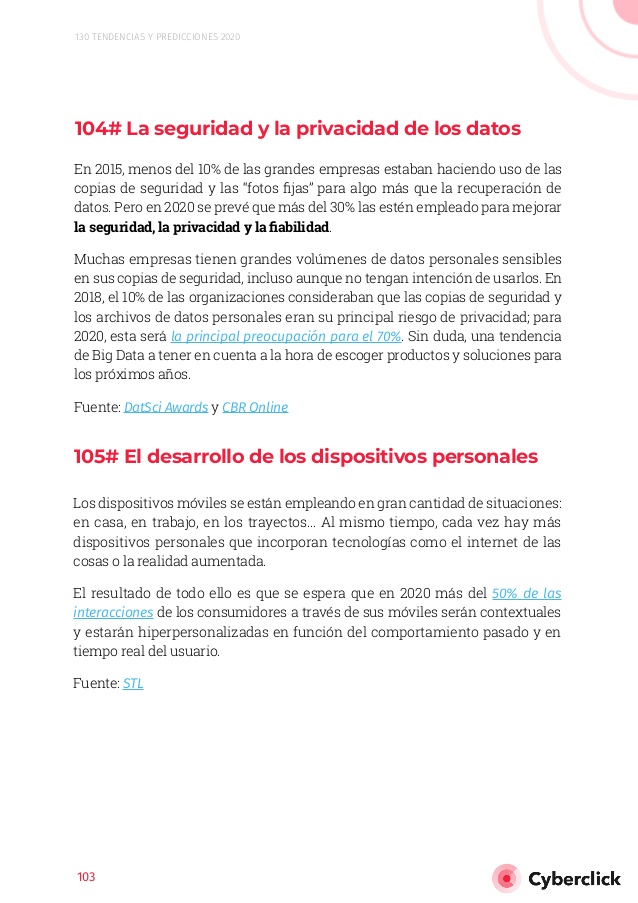 130 TENDENCIAS Y PREDICCIONES 2020
104# La seguridad y la privacidad de los datos
En 2015, menos del 10% de las grandes empresas estaban haciendo uso de las
copias de seguridad y las “fotos fijas” para algo más que la recuperación de
datos. Pero en 2020 se prevé que más del 30% las estén empleado para mejorar
la seguridad, la privacidad y la fiabilidad.
Muchas empresas tienen grandes volúmenes de datos personales sensibles
en sus copias de seguridad, incluso aunque no tengan intención de usarlos. En
2018, el 10% de las organizaciones consideraban que las copias de seguridad y
los archivos de datos personales eran su principal riesgo de privacidad; para
2020, esta será la principal preocupación para el 70%. Sin duda, una tendencia
de Big Data a tener en cuenta a la hora de escoger productos y soluciones para
los próximos años.
Fuente: DatSci Awards y CBR Online
105# El desarrollo de los dispositivos personales
Los dispositivos móviles se están empleando en gran cantidad de situaciones:
en casa, en trabajo, en los trayectos... Al mismo tiempo, cada vez hay más
dispositivos personales que incorporan tecnologías como el internet de las
cosas o la realidad aumentada.
El resultado de todo ello es que se espera que en 2020 más del 50% de las
interacciones de los consumidores a través de sus móviles serán contextuales
y estarán hiperpersonalizadas en función del comportamiento pasado y en
tiempo real del usuario.
Fuente: STL
103
Cyberclick